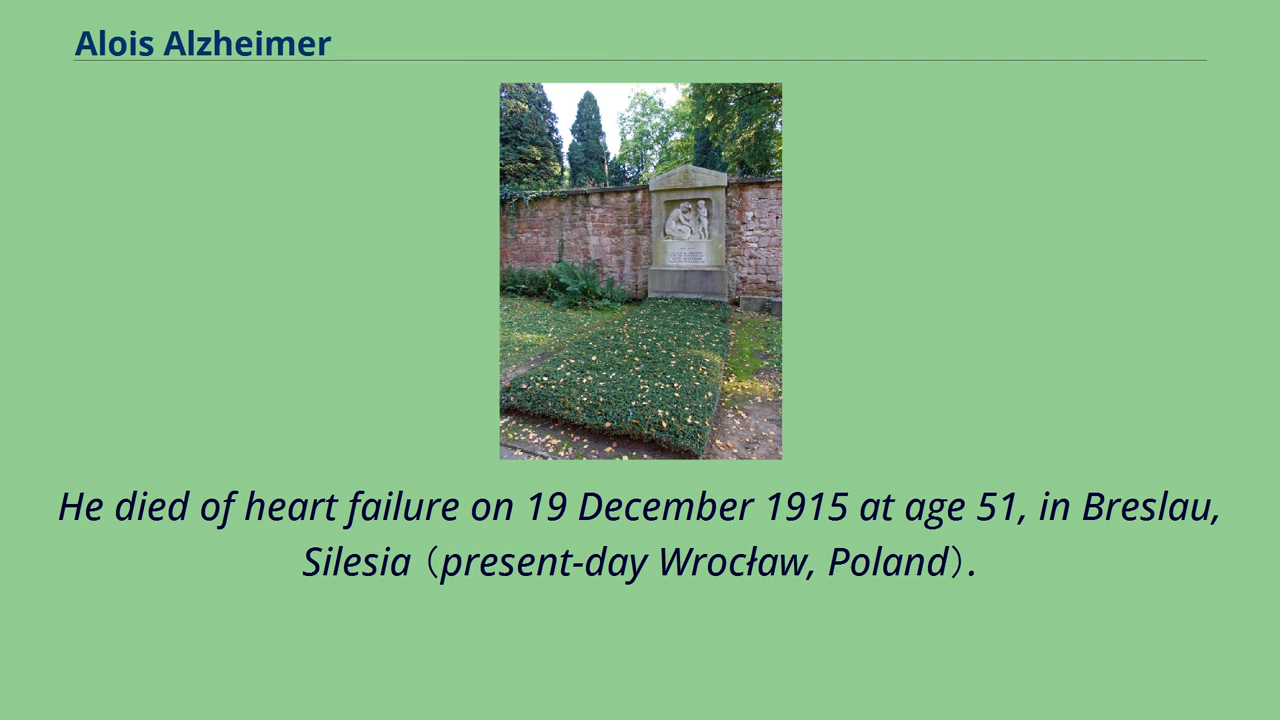 Alois Alzheimer
He died of heart failure on 19 December 1915 at age 51, in Breslau,
Silesia（present-day Wrocław, Poland）.